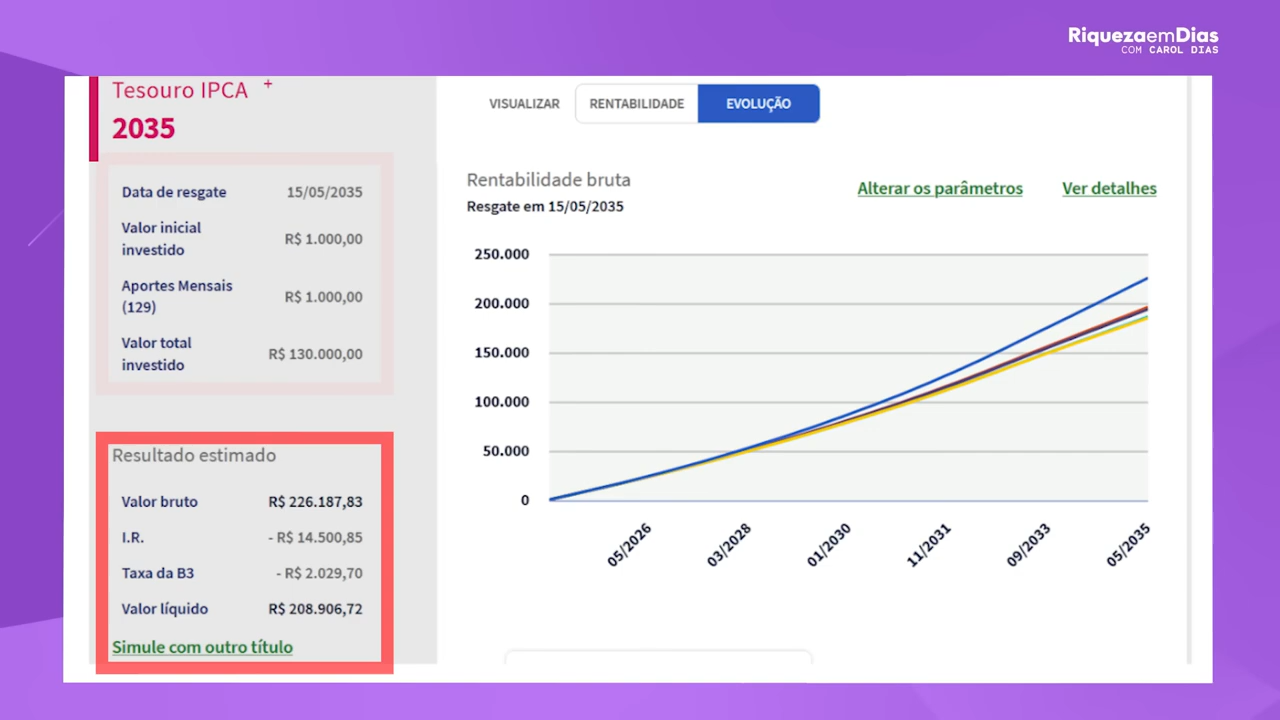 RiquezaemDias
COM CAROL DIAS
Tesouro IPCA +
2035
Data de resgate 15/05/2035
Valor inicial
investido R$ 1.000,00
Aportes Mensais
(129) R$ 1.000,00
Valor total
investido R$ 130.000,00
Resultado estimado
Valor bruto R$ 226.187,83
I.R. - R$ 14.500,85
Taxa da B3 - R$ 2.029,70
Valor líquido R$ 208.906,72
Simule com outro título
VISUALIZAR RENTABILIDADE EVOLUÇÃO
Rentabilidade bruta
Resgate em 15/05/2035
Alterar os parâmetros Ver detalhes
250.000
200.000
150.000
100.000
50.000
0
05/2026 03/2028 01/2030 11/2031 09/2033 05/2035